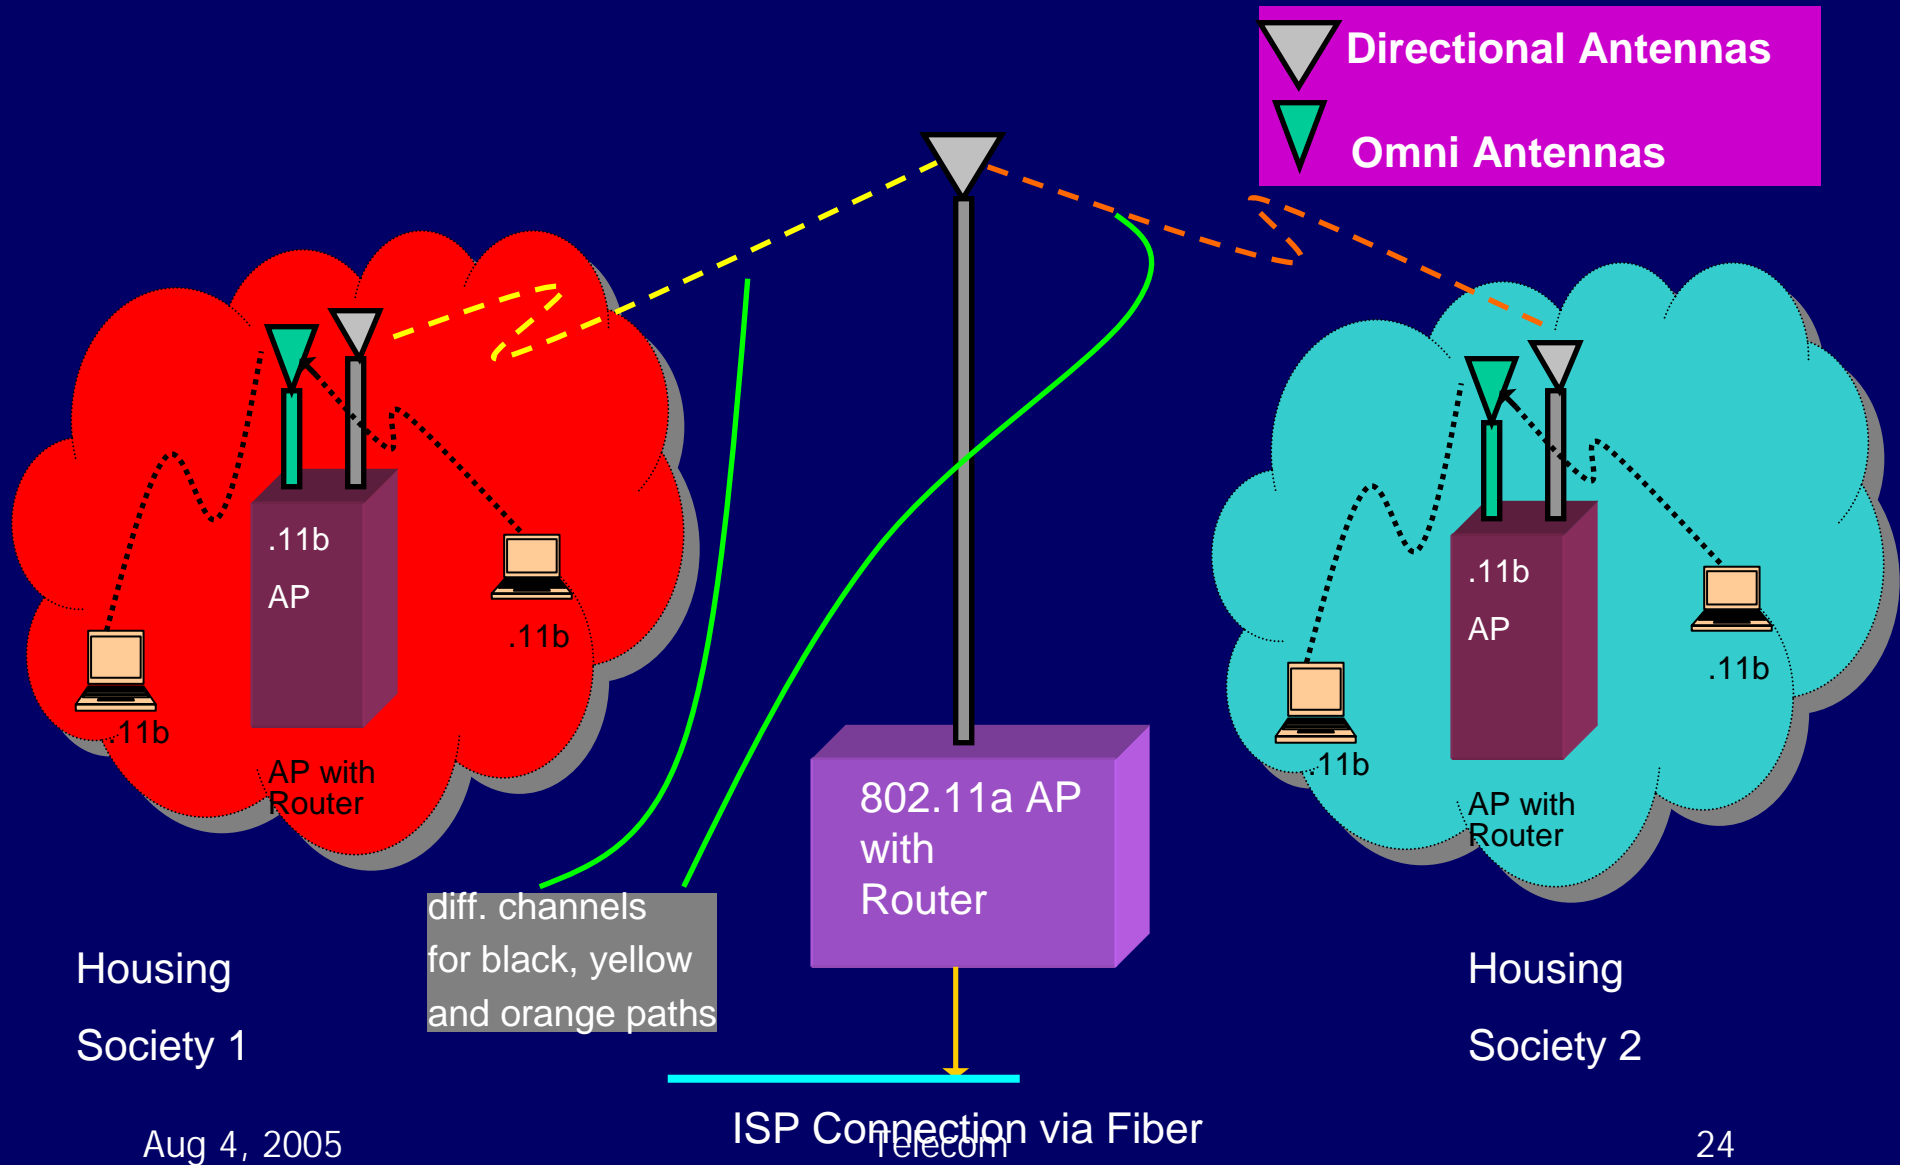 Directional Antennas
Omni Antennas
.11b
AP
.11b
.11b
AP with
Router
802.11a AP
with
Router
.11b
AP
.11b
.11b
AP with
Router
diff. channels
for black, yellow
and orange paths
Housing
Society 1
Housing
Society 2
ISP Connection via Fiber
Aug 4, 2005
Telecom
24